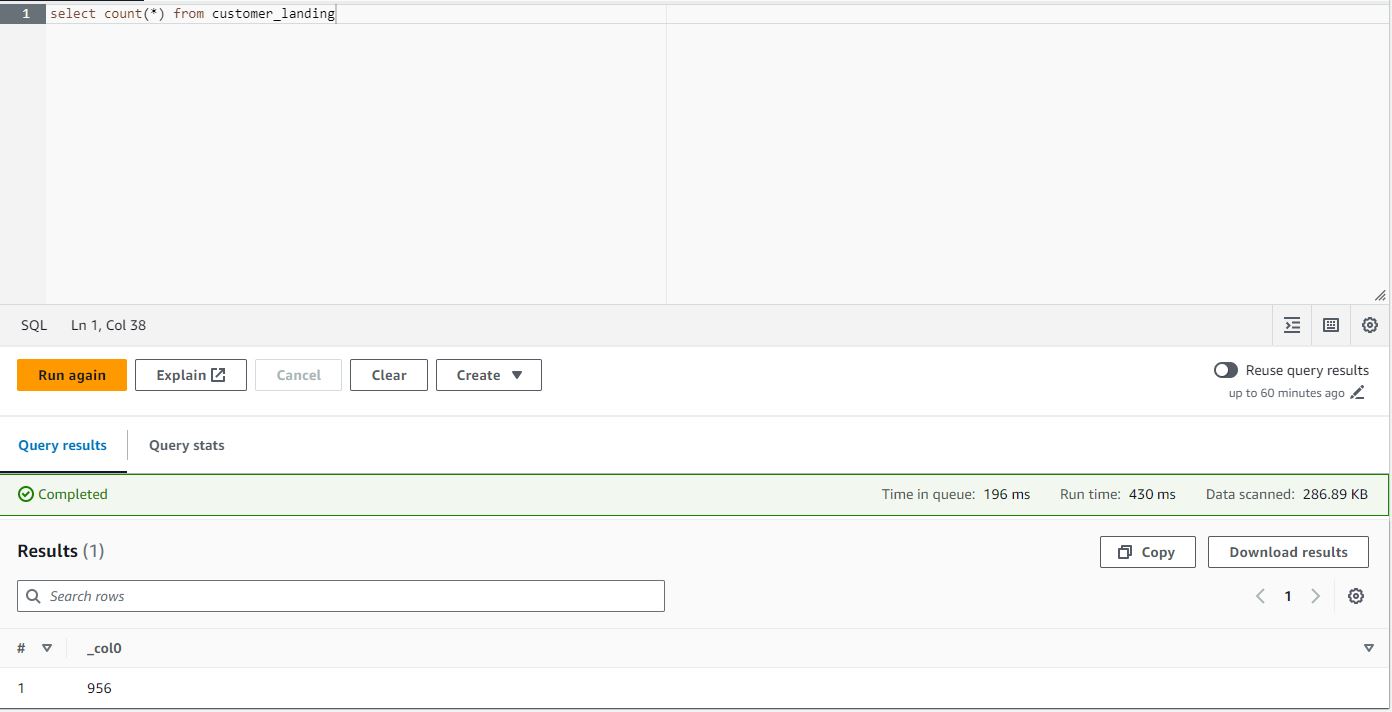 1 select count(*) from customer_landing
SQL Ln 1, Col 38
Run again Explain Cancel Clear Create Reuse query results
up to 60 minutes ago
Query results Query stats
Completed Time in queue: 196 ms Run time: 430 ms Data scanned: 286.89 KB
Results (1) Copy Download results
Search rows 1
# _col0
1 956